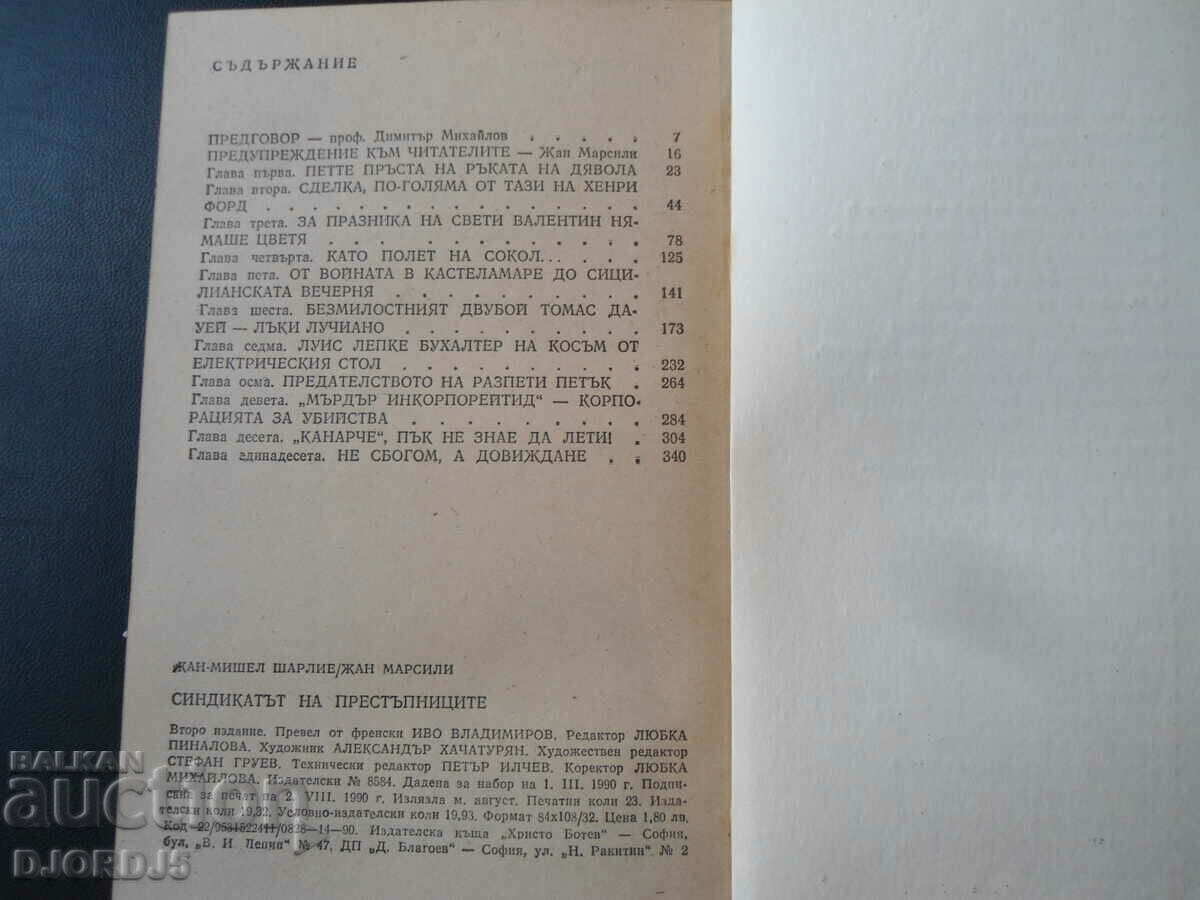 СЪДЪРЖАНИЕ
ПРЕДГОВОР — проф. Димитър Михайлов . . . . . 7
ПРЕДУПРЕЖДЕНИЕ КЪМ ЧИТАТЕЛИТЕ — Жан Марсили 16
Глава първа. ПЕТТЕ ПРЪСТА НА РЪКАТА НА ДЯВОЛА 23
Глава втора. СДЕЛКА, ПО-ГОЛЯМА ОТ ТАЗИ НА ХЕНРИ
ФОРД . . . . . . . . . . . . . . . 44
Глава трета. ЗА ПРАЗНИКА НА СВЕТИ ВАЛЕНТИН НЯ-
МАШЕ ЦВЕТЯ . . . . . . . . . . . . 78
Глава четвърта. КАТО ПОЛЕТ НА СОКОЛ... . . . 125
Глава пета. ОТ ВОЙНАТА В КАСТЕЛАМАРЕ ДО СИЦИ-
ЛИАНСКАТА ВЕЧЕРНЯ . . . . . . . . . . 141
Глава шеста. БЕЗМИЛОСТНИЯТ ДВУБОЙ ТОМАС ДА-
УЕЙ — ЛЪКИ ЛУЧИАНО . . . . . . . . . . 173
Глава седма. ЛУИС ЛЕПКЕ БУХАЛТЕР НА КОСЪМ ОТ
ЕЛЕКТРИЧЕСКИЯ СТОЛ . . . . . . . . . . 232
Глава осма. ПРЕДАТЕЛСТВОТО НА РАЗПЕТИ ПЕТЪК . 264
Глава девета. „МЪРДЪР ИНКОРПОРЕЙТИД“ — КОРПО-
РАЦИЯТА ЗА УБИЙСТВА . . . . . . . . . 284
Глава десета. „КАНАРЧЕ“, ПЪК НЕ ЗНАЕ ДА ЛЕТИ! . 304
Глава единадесета. НЕ СБОГОМ, А ДОВИЖДАНЕ . . 340
ЖАН-МИШЕЛ ШАРЛИЕ/ЖАН МАРСИЛИ
СИНДИКАТЪТ НА ПРЕСТЪПНИЦИТЕ
Второ издание. Превел от френски ИВО ВЛАДИМИРОВ. Редактор ЛЮБКА
ПИНАЛОВА. Художник АЛЕКСАНДЪР ХАЧАТУРЯН. Художествен редактор
СТЕФАН ГРУЕВ. Технически редактор ПЕТЪР ИЛЧЕВ. Коректор ЛЮБКА
МИХАЙЛОВА. Издателски № 8584. Дадена за набор на 1. III. 1990 г. Подпи-
сана за печат на 2. VIII. 1990 г. Излязла м. август. Печатни коли 23. Изда-
телски коли 19,32. Условно-издателски коли 19,93. Формат 84х108/32. Цена 1,80 лв.
Код 22/9531522411/0828—14—90. Издателска къща „Христо Ботев“ — София,
бул. „В. И. Ленин“ № 47, ДП „Д. Благоев“ — София, ул. „Н. Ракитин“ № 2
BALKAN
auction
DJORDJ5